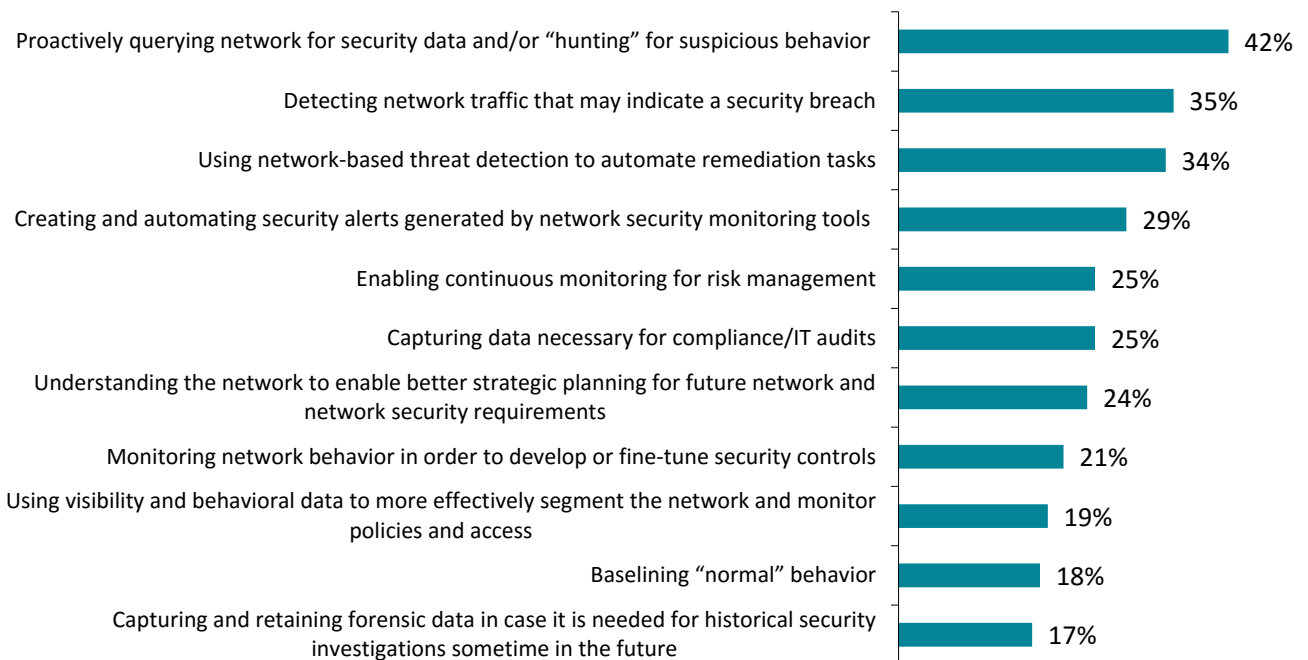 Proactively querying network for security data and/or “hunting” for suspicious behavior
42%
Detecting network traffic that may indicate a security breach
35%
Using network-based threat detection to automate remediation tasks
34%
Creating and automating security alerts generated by network security monitoring tools
29%
Enabling continuous monitoring for risk management
25%
Capturing data necessary for compliance/IT audits
25%
Understanding the network to enable better strategic planning for future network and
network security requirements
24%
Monitoring network behavior in order to develop or fine-tune security controls
21%
Using visibility and behavioral data to more effectively segment the network and monitor
policies and access
19%
Baselining “normal” behavior
18%
Capturing and retaining forensic data in case it is needed for historical security
investigations sometime in the future
17%